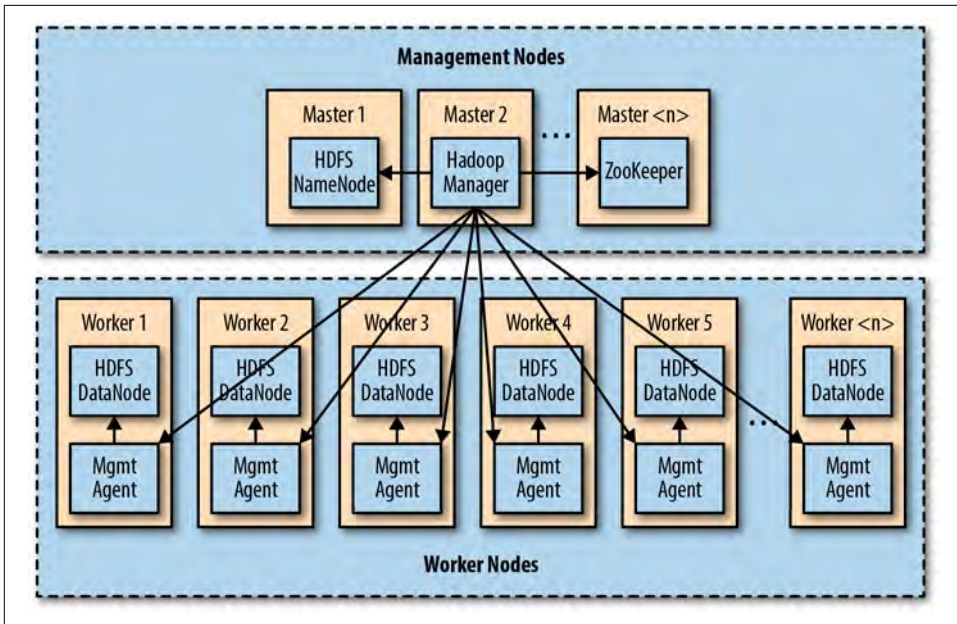 Management Nodes
Master 1
Master 2
Master <n>
...
HDFS
NameNode
Hadoop
Manager
ZooKeeper
Worker 1
Worker 2
Worker 3
Worker 4
Worker 5
Worker <n>
HDFS
DataNode
HDFS
DataNode
HDFS
DataNode
HDFS
DataNode
HDFS
DataNode
HDFS
DataNode
...
Mgmt
Agent
Mgmt
Agent
Mgmt
Agent
Mgmt
Agent
Mgmt
Agent
Mgmt
Agent
Worker Nodes